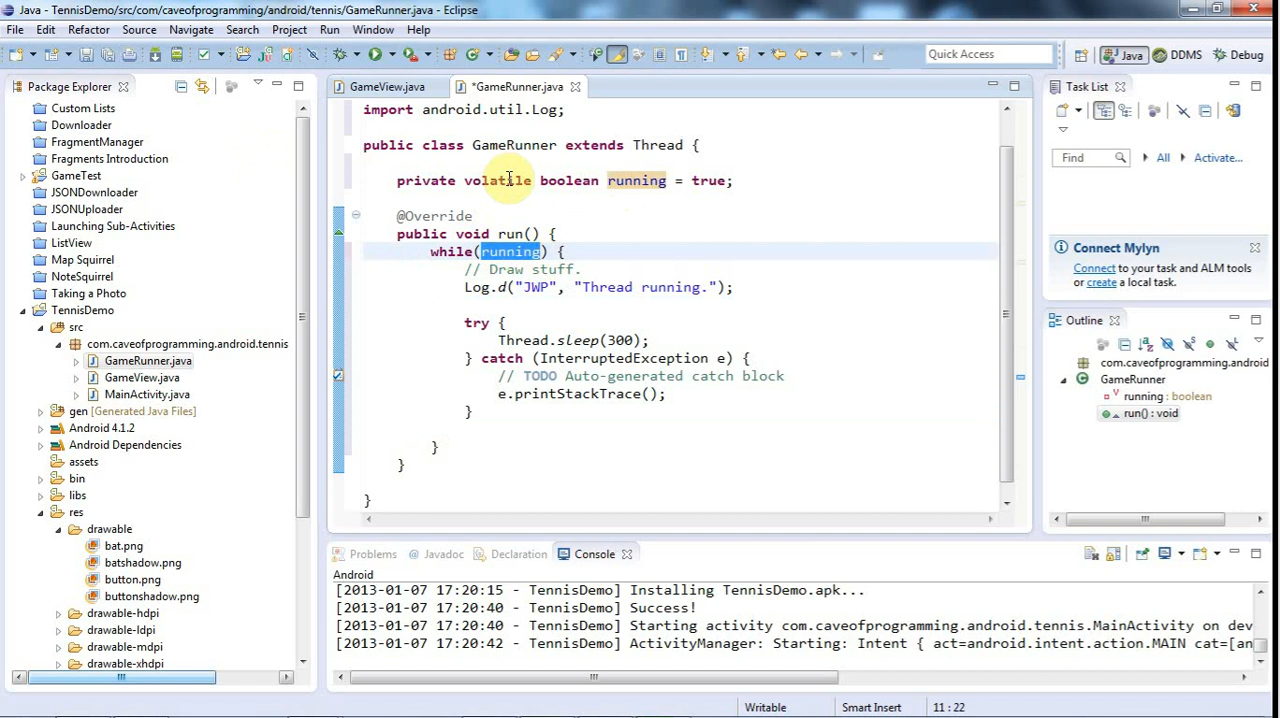 Java - TennisDemo/src/com/caveofprogramming/android/tennis/GameRunner.java - Eclipse
File Edit Refactor Source Navigate Search Project Run Window Help
Quick Access Java DDMS Debug
Package Explorer
Custom Lists
Downloader
FragmentManager
Fragments Introduction
GameTest
JSONDownloader
JSONUploader
Launching Sub-Activities
ListView
Map Squirrel
NoteSquirrel
Taking a Photo
TennisDemo
src
com.caveofprogramming.android.tennis
GameRunner.java
GameView.java
MainActivity.java
gen [Generated Java Files]
Android 4.1.2
Android Dependencies
assets
bin
libs
res
drawable
bat.png
batshadow.png
button.png
buttonshadow.png
drawable-hdpi
drawable-ldpi
drawable-mdpi
drawable-xhdpi
GameView.java *GameRunner.java
import android.util.Log;
public class GameRunner extends Thread {
private volatile boolean running = true;
@Override
public void run() {
while(running) {
// Draw stuff.
Log.d("JWP", "Thread running.");
try {
Thread.sleep(300);
} catch (InterruptedException e) {
// TODO Auto-generated catch block
e.printStackTrace();
}
}
}
}
Task List
Find All Activate...
Connect Mylyn
Connect to your task and ALM tools
or create a local task.
Outline
com.caveofprogramming.android
GameRunner
running : boolean
run() : void
Problems Javadoc Declaration Console
Android
[2013-01-07 17:20:15 - TennisDemo] Installing TennisDemo.apk...
[2013-01-07 17:20:40 - TennisDemo] Success!
[2013-01-07 17:20:40 - TennisDemo] Starting activity com.caveofprogramming.android.tennis.MainActivity on dev
[2013-01-07 17:20:42 - TennisDemo] ActivityManager: Starting: Intent { act=android.intent.action.MAIN cat=[an
Writable Smart Insert 11 : 22